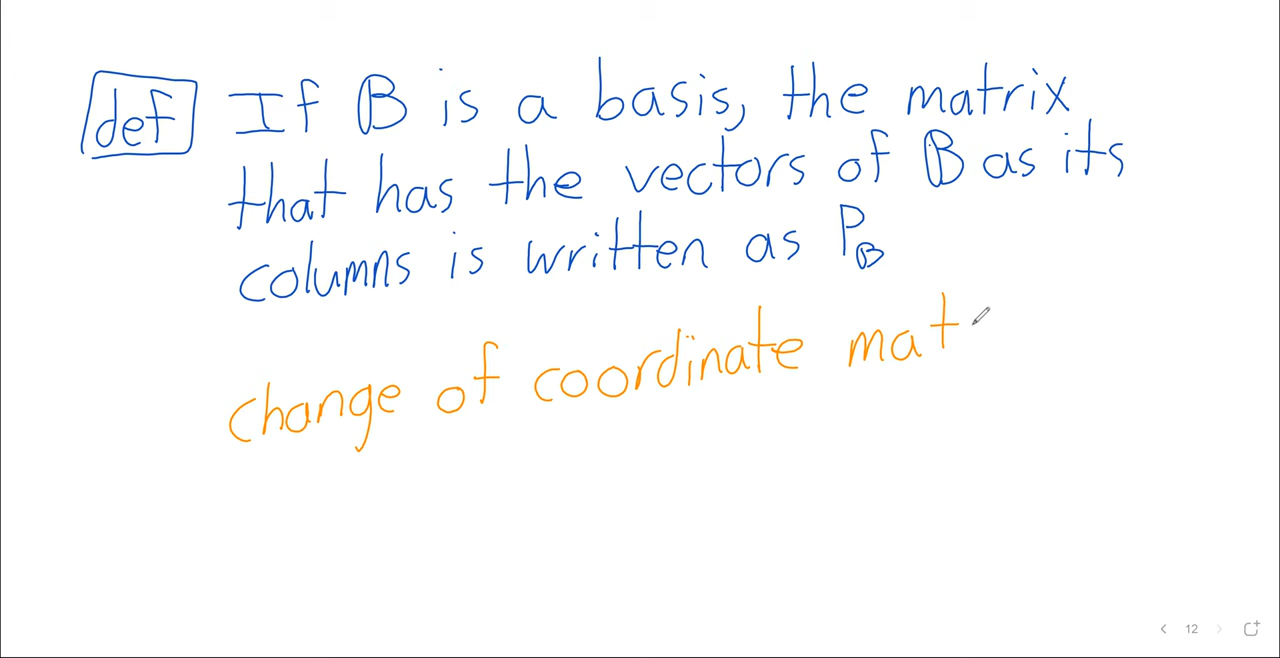 def If 𝔹 is a basis, the matrix
that has the vectors of 𝔹 as its
columns is written as P_𝔹
change of coordinate mat
12